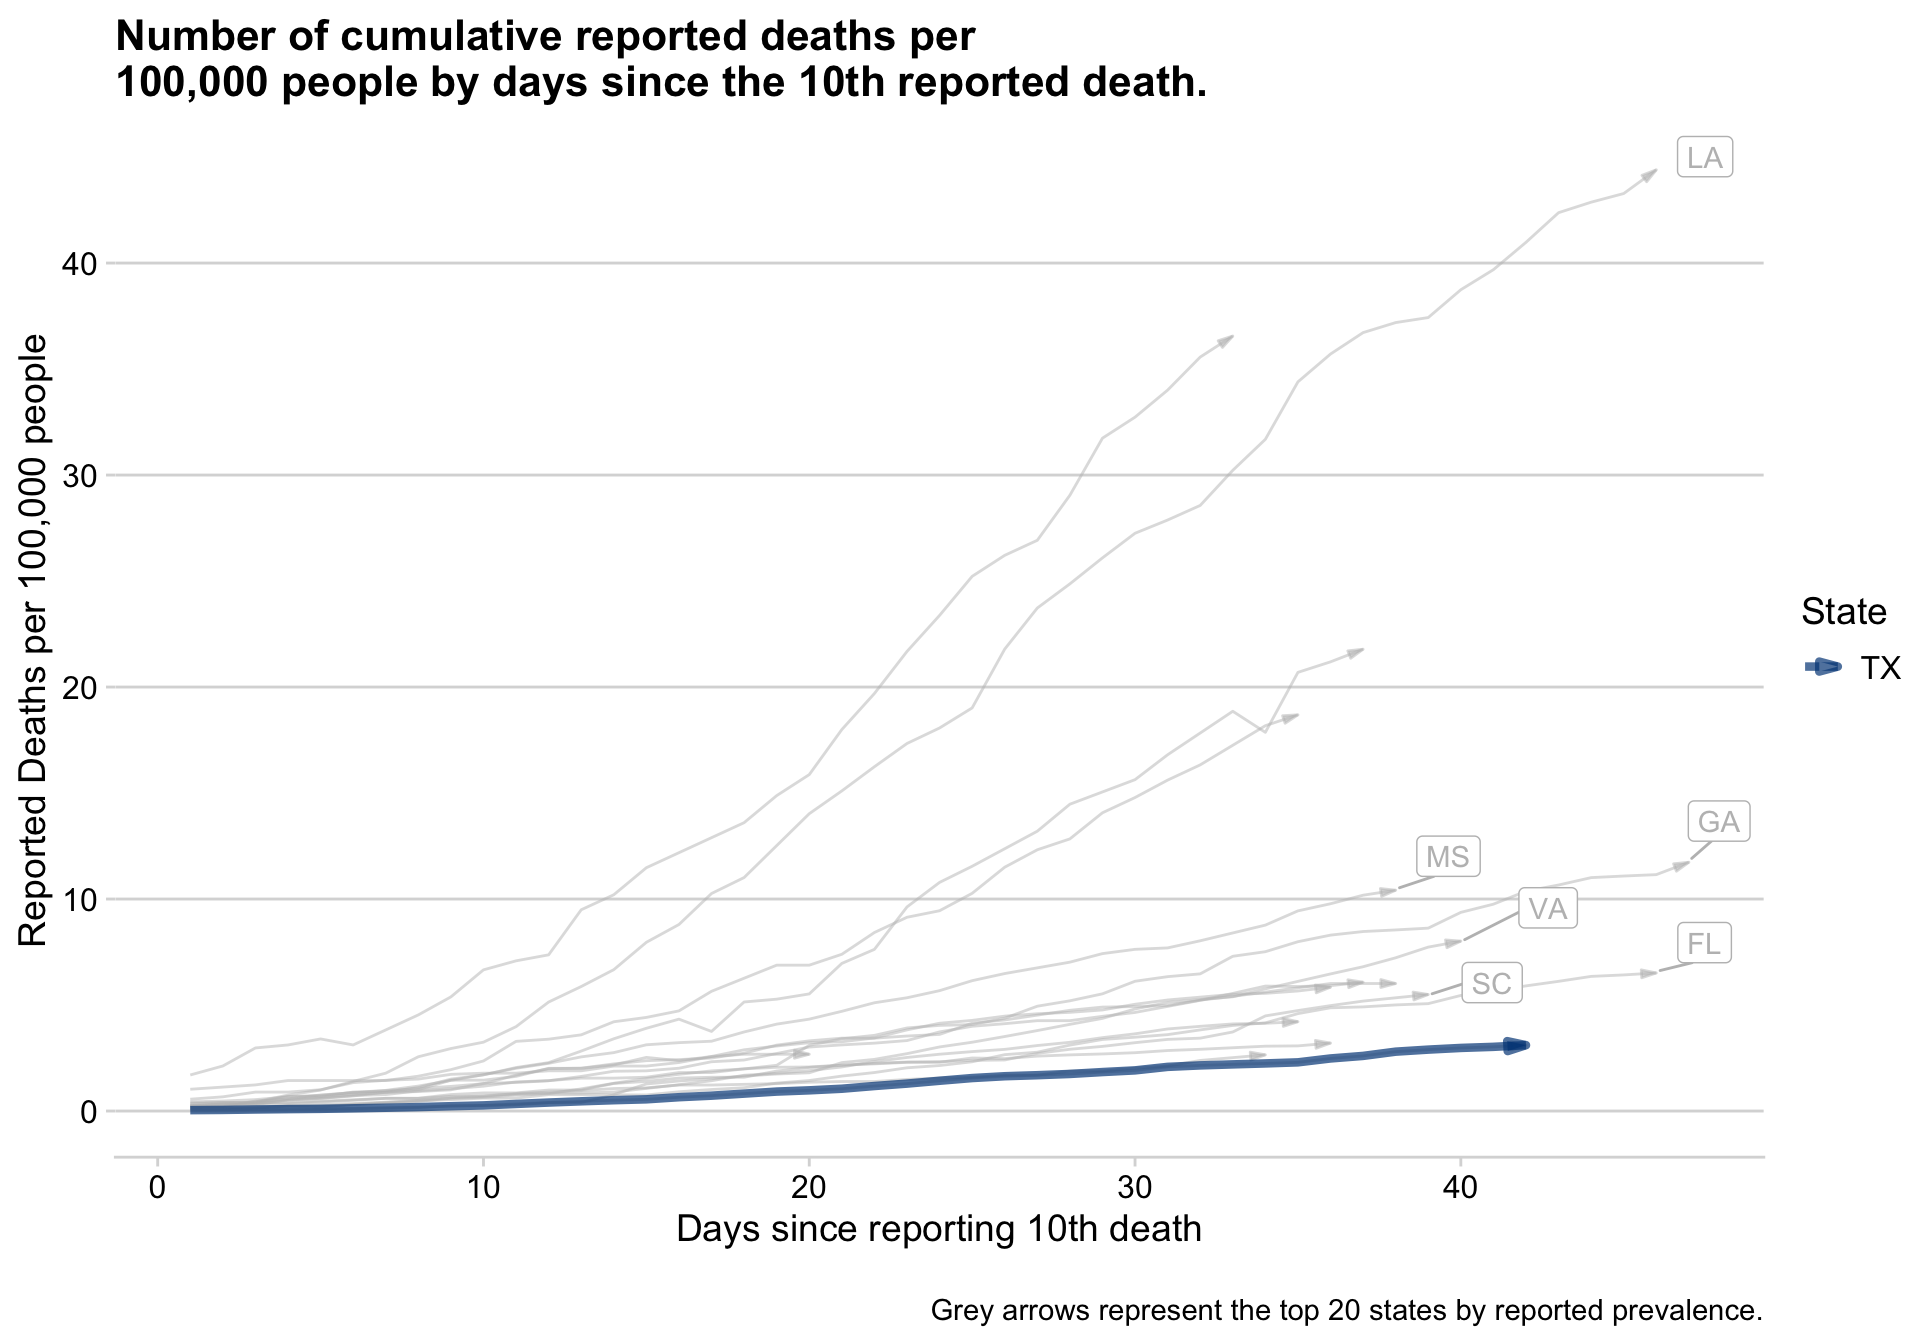 Number of cumulative reported deaths per
100,000 people by days since the 10th reported death.
Reported Deaths per 100,000 people
40
30
20
10
0
LA
GA
MS
VA
FL
SC
State
TX
0 10 20 30 40
Days since reporting 10th death
Grey arrows represent the top 20 states by reported prevalence.